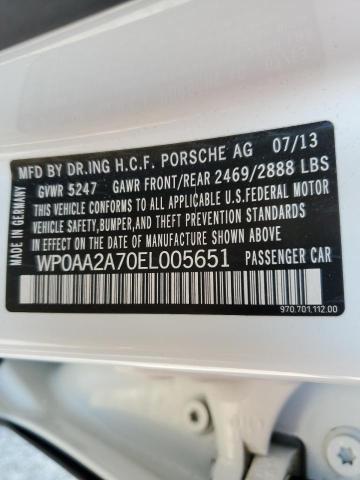 MFD BY DR.ING H.C.F. PORSCHE AG 07/13
GVWR 5247 GAWR FRONT/REAR 2469/2888 LBS
THIS VEHICLE CONFORMS TO ALL APPLICABLE U.S.FEDERAL MOTOR
VEHICLE SAFETY, BUMPER AND THEFT PREVENTION STANDARDS
IN EFFECT ON THE DATE OF MANUFACTURE SHOWN ABOVE.
WP0AA2A70EL005651 PASSENGER CAR
MADE IN GERMANY
970.701.112.00